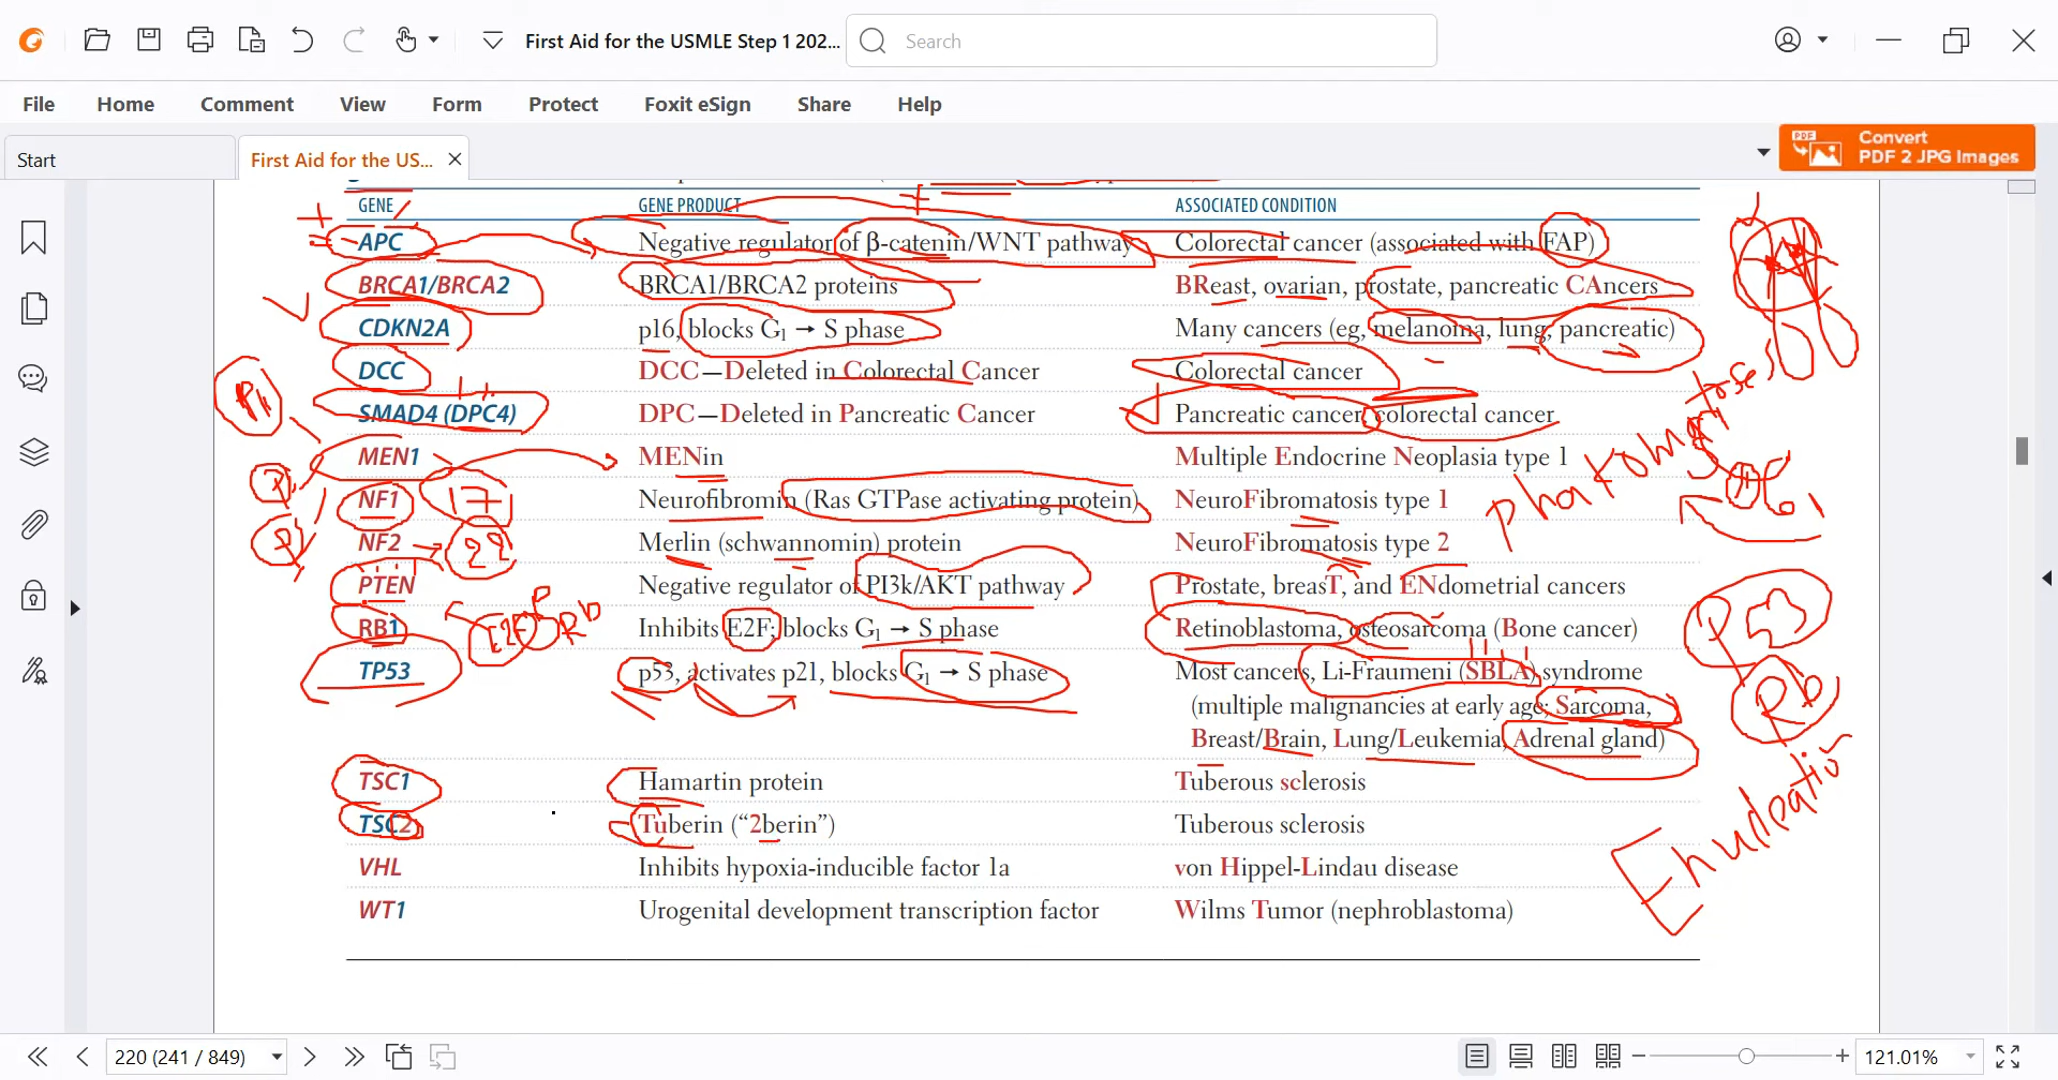 First Aid for the USMLE Step 1 202...
Search
File Home Comment View Form Protect Foxit eSign Share Help
Start
First Aid for the US...
PDF
Convert
PDF 2 JPG Images
GENE GENE PRODUCT ASSOCIATED CONDITION
APC Negative regulator of β-catenin/WNT pathway Colorectal cancer (associated with FAP)
BRCA1/BRCA2 BRCA1/BRCA2 proteins BReast, ovarian, prostate, pancreatic CAncers
CDKN2A p16, blocks G₁ → S phase Many cancers (eg, melanoma, lung, pancreatic)
DCC DCC—Deleted in Colorectal Cancer Colorectal cancer
SMAD4 (DPC4) DPC—Deleted in Pancreatic Cancer Pancreatic cancer, colorectal cancer
MEN1 MENin Multiple Endocrine Neoplasia type 1
NF1 17 Neurofibromin (Ras GTPase activating protein) NeuroFibromatosis type 1
NF2 → 22 Merlin (schwannomin) protein NeuroFibromatosis type 2
PTEN Negative regulator of PI3k/AKT pathway Prostate, breasT, and ENdometrial cancers
RB1 E2F P Rb Inhibits E2F; blocks G₁ → S phase Retinoblastoma, osteosarcoma (Bone cancer)
P
Rb
TP53 p53, activates p21, blocks G₁ → S phase Most cancers, Li-Fraumeni (SBLA) syndrome
(multiple malignancies at early age; Sarcoma,
Breast/Brain, Lung/Leukemia, Adrenal gland)
TSC1 Hamartin protein Tuberous sclerosis
TSC2 Tuberin (“2berin”) Tuberous sclerosis
VHL Inhibits hypoxia-inducible factor 1a von Hippel-Lindau disease
WT1 Urogenital development transcription factor Wilms Tumor (nephroblastoma)
220 (241 / 849)
121.01%